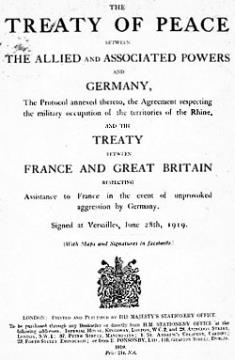 THE
TREATY OF PEACE
BETWEEN
THE ALLIED AND ASSOCIATED POWERS
AND
GERMANY,
The Protocol annexed thereto, the Agreement respecting
the military occupation of the territories of the Rhine,
AND THE
TREATY
BETWEEN
FRANCE AND GREAT BRITAIN
RESPECTING
Assistance to France in the event of unprovoked
aggression by Germany.
Signed at Versailles, June 28th, 1919.
(With Maps and Signatures in facsimile.)
LONDON: PRINTED AND PUBLISHED BY HIS MAJESTY'S STATIONERY OFFICE.
To be purchased through any Bookseller or directly from H.M. STATIONERY OFFICE at the
following addresses: IMPERIAL HOUSE, KINGSWAY, LONDON, W.C. 2, and 28, ABINGDON STREET,
LONDON, S.W. 1; 37, PETER STREET, MANCHESTER; 1, ST. ANDREW'S CRESCENT, CARDIFF;
23, FORTH STREET, EDINBURGH; or from E. PONSONBY, LTD., 116, GRAFTON STREET, DUBLIN.
1919.